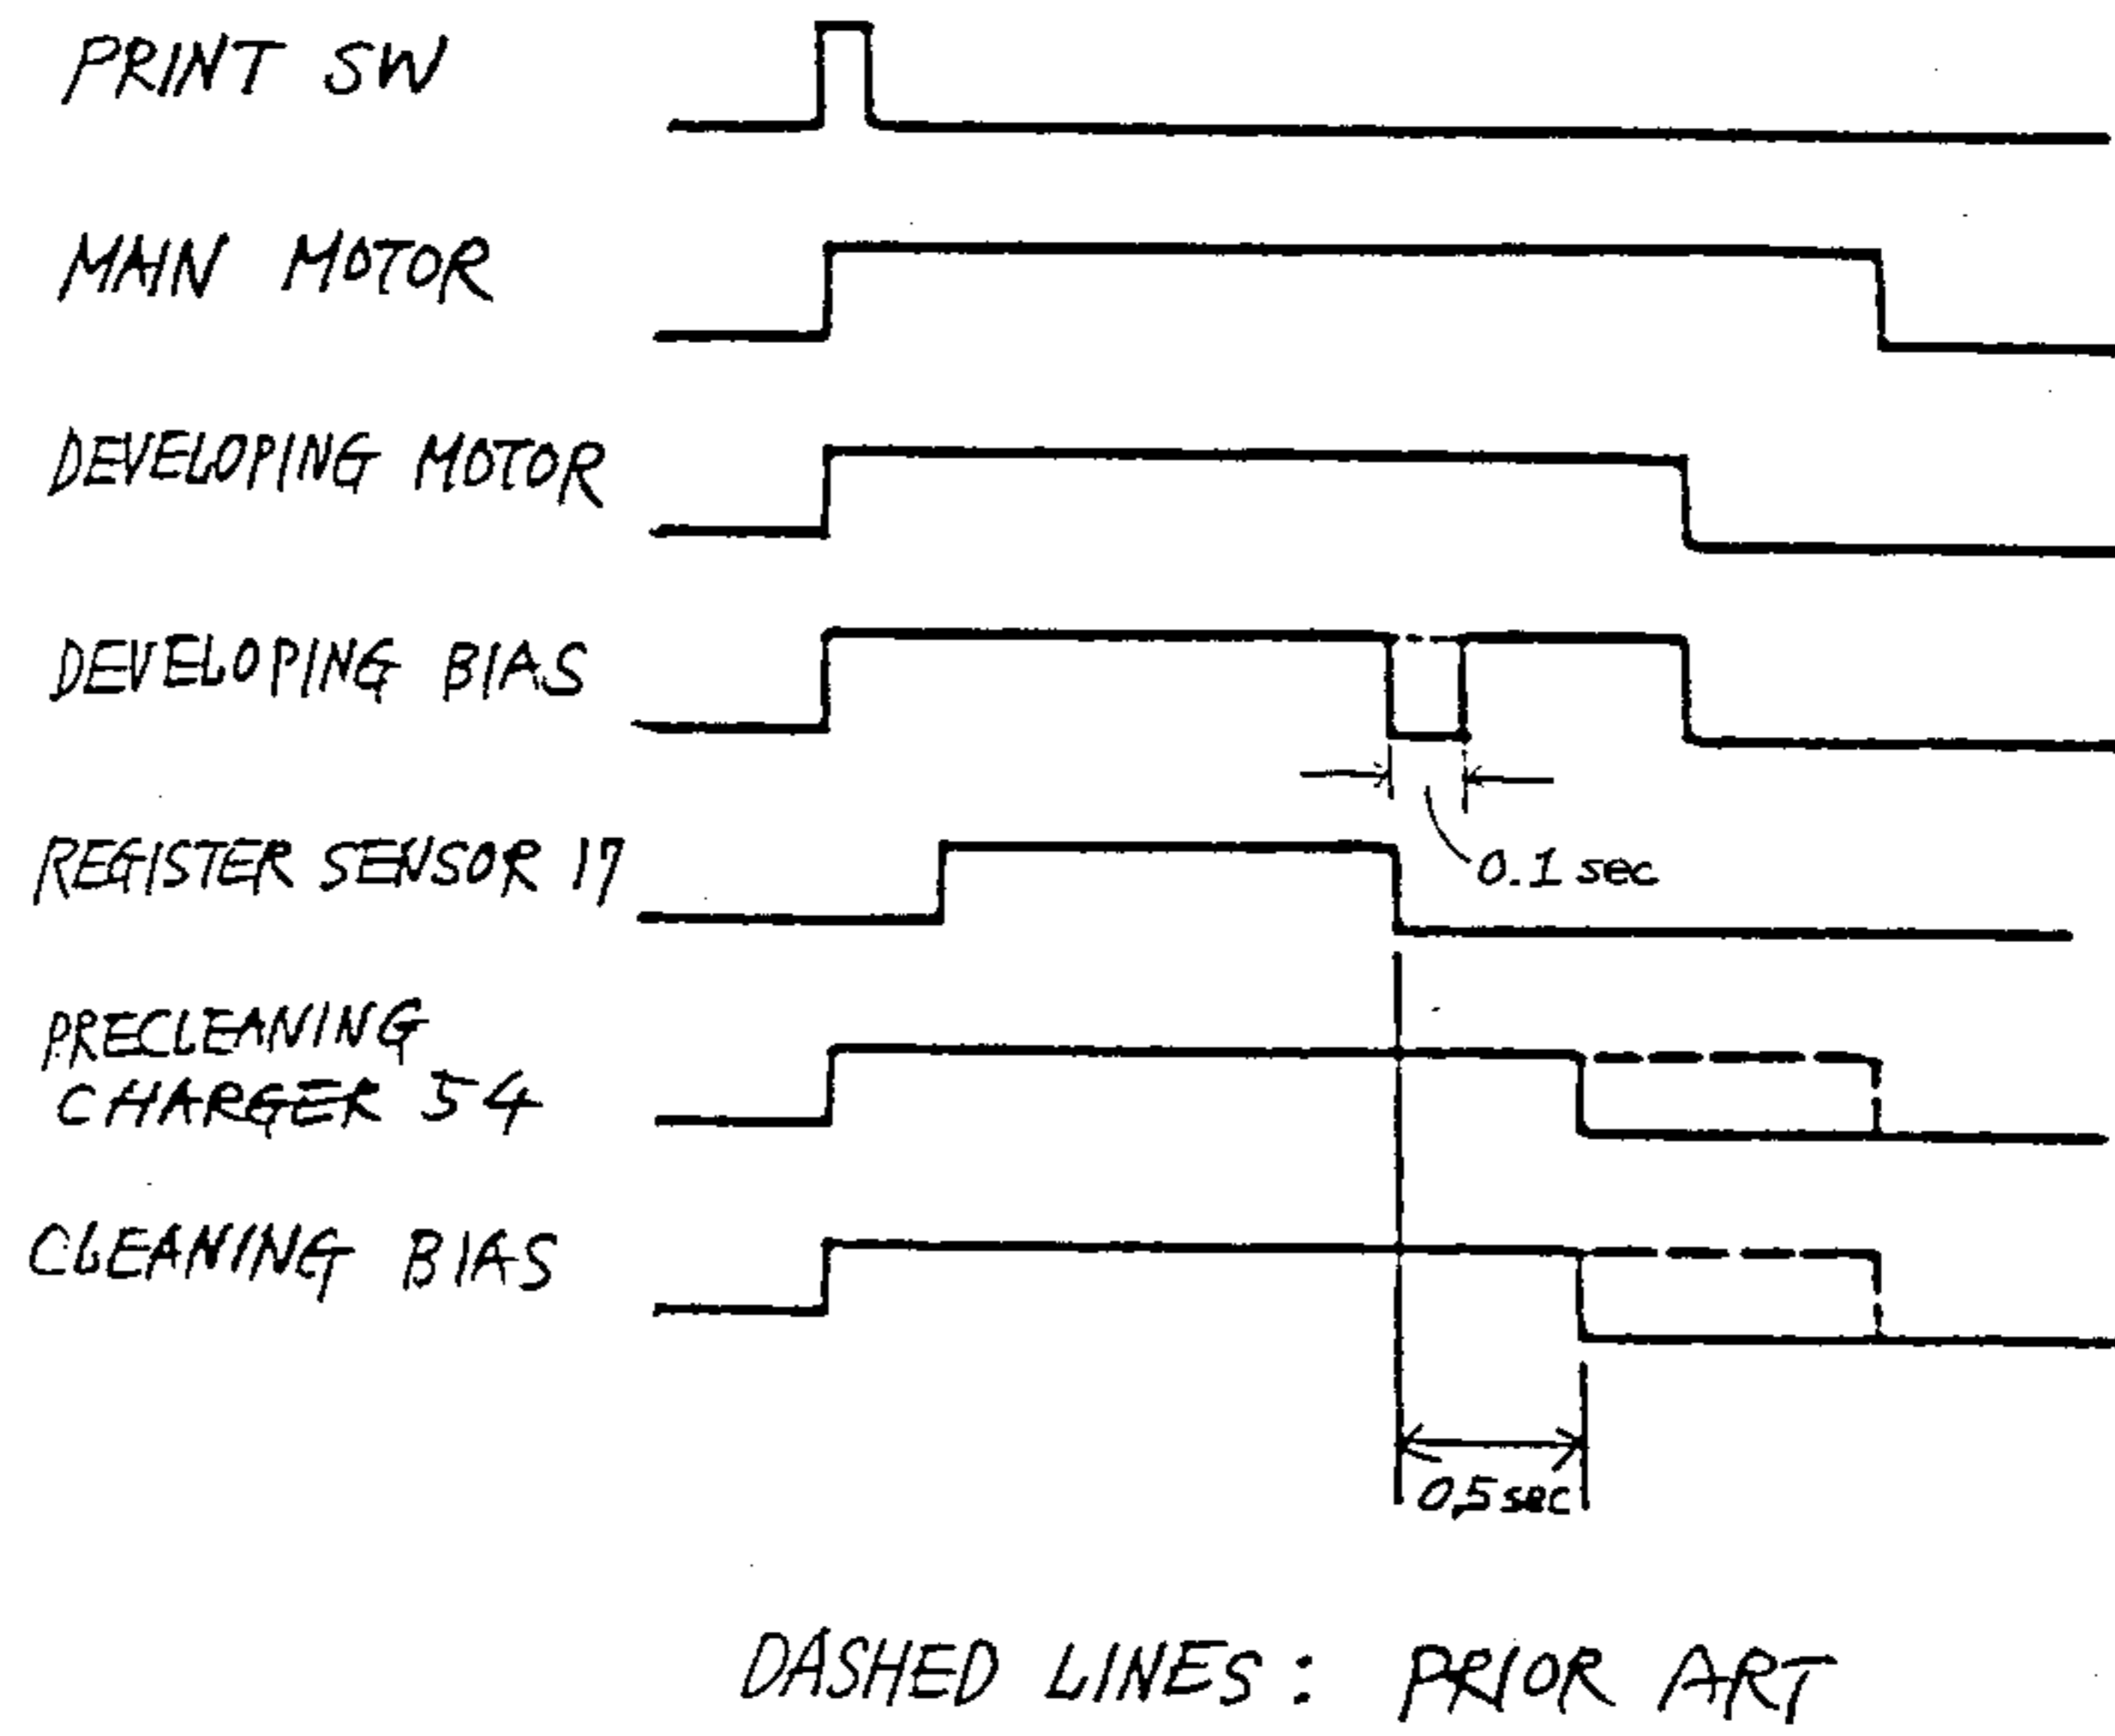 PRINT SW
MAIN MOTOR
DEVELOPING MOTOR
DEVELOPING BIAS
0.1 sec
REGISTER SENSOR 17
PRECLEANING
CHARGER 54
CLEANING BIAS
0,5 sec
DASHED LINES : PRIOR ART